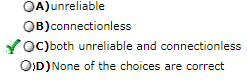 A)unreliable
B)connectionless
C)both unreliable and connectionless
D)None of the choices are correct